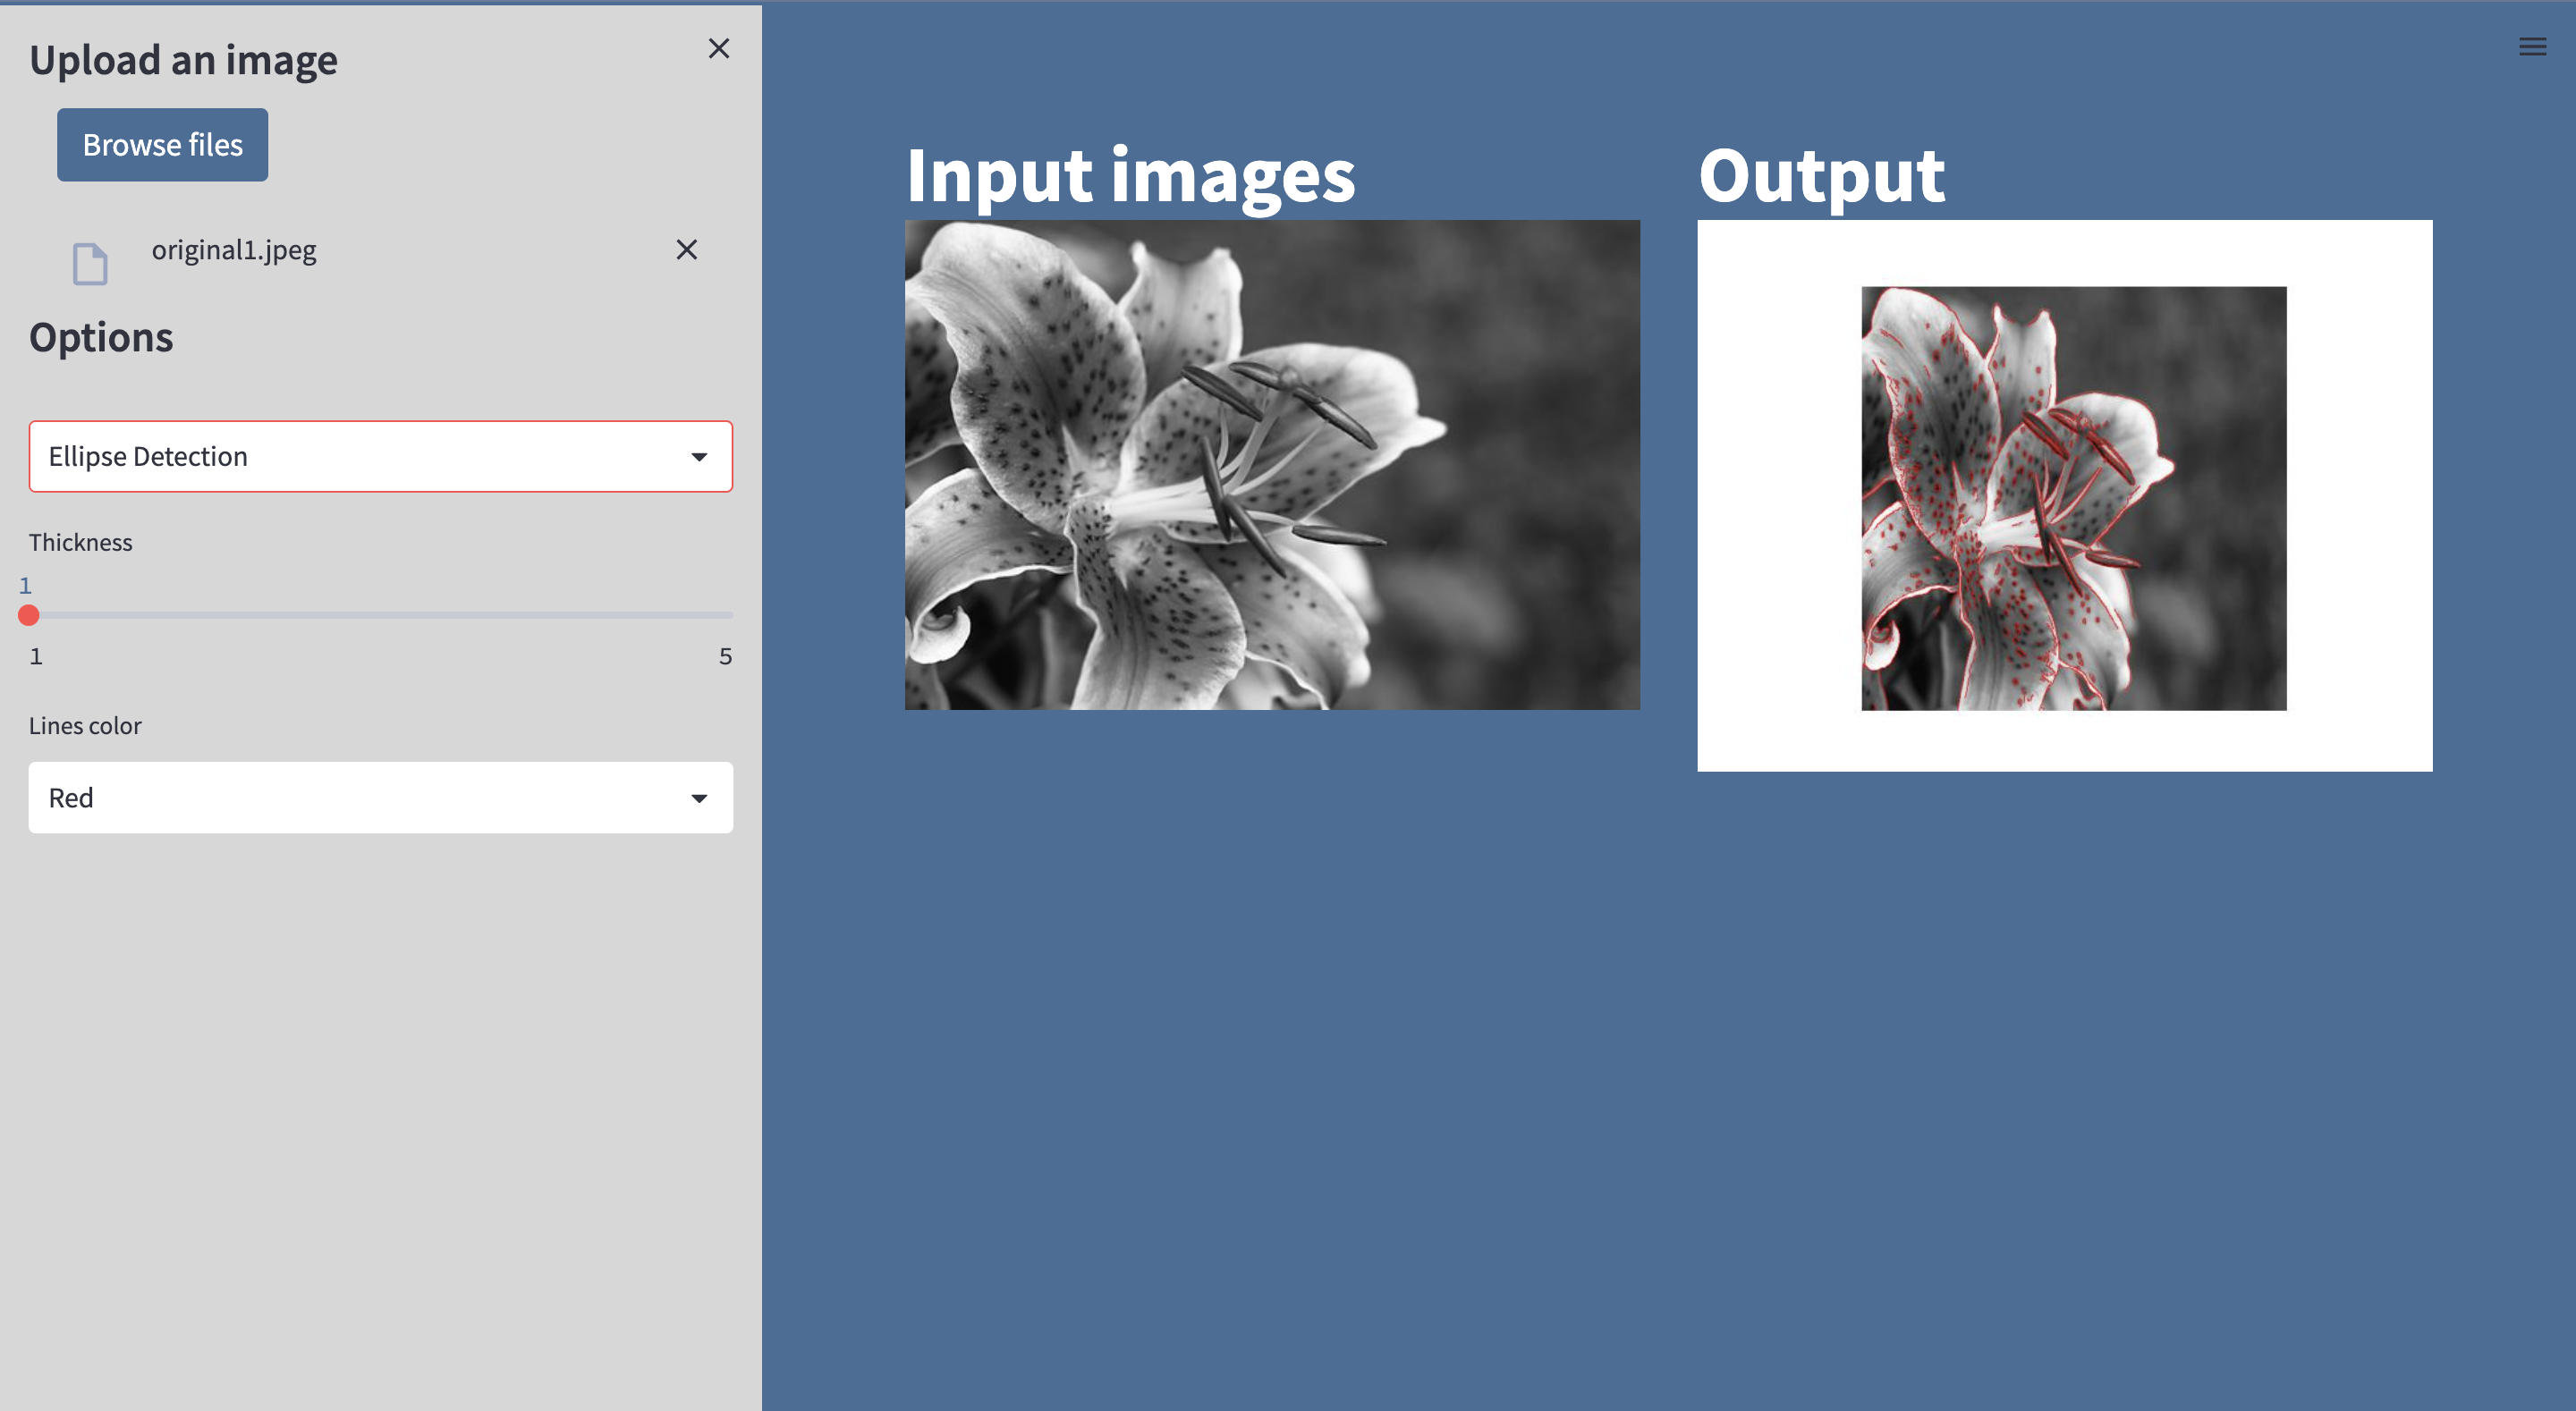 Upload an image
Browse files
original1.jpeg
Options
Ellipse Detection
Thickness
1
1
5
Lines color
Red
Input images
Output